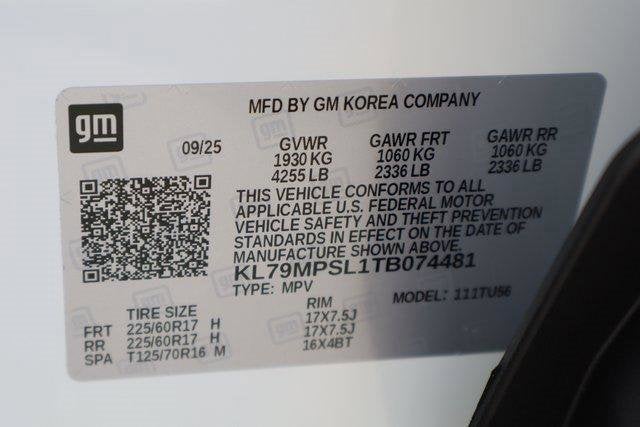 gm
MFD BY GM KOREA COMPANY
09/25 GVWR GAWR FRT GAWR RR
1930 KG 1060 KG 1060 KG
4255 LB 2336 LB 2336 LB
THIS VEHICLE CONFORMS TO ALL
APPLICABLE U.S. FEDERAL MOTOR
VEHICLE SAFETY AND THEFT PREVENTION
STANDARDS IN EFFECT ON THE DATE OF
MANUFACTURE SHOWN ABOVE.
KL79MPSL1TB074481
TYPE: MPV MODEL: 111TU56
TIRE SIZE RIM
FRT 225/60R17 H 17X7.5J
RR 225/60R17 H 17X7.5J
SPA T125/70R16 M 16X4BT